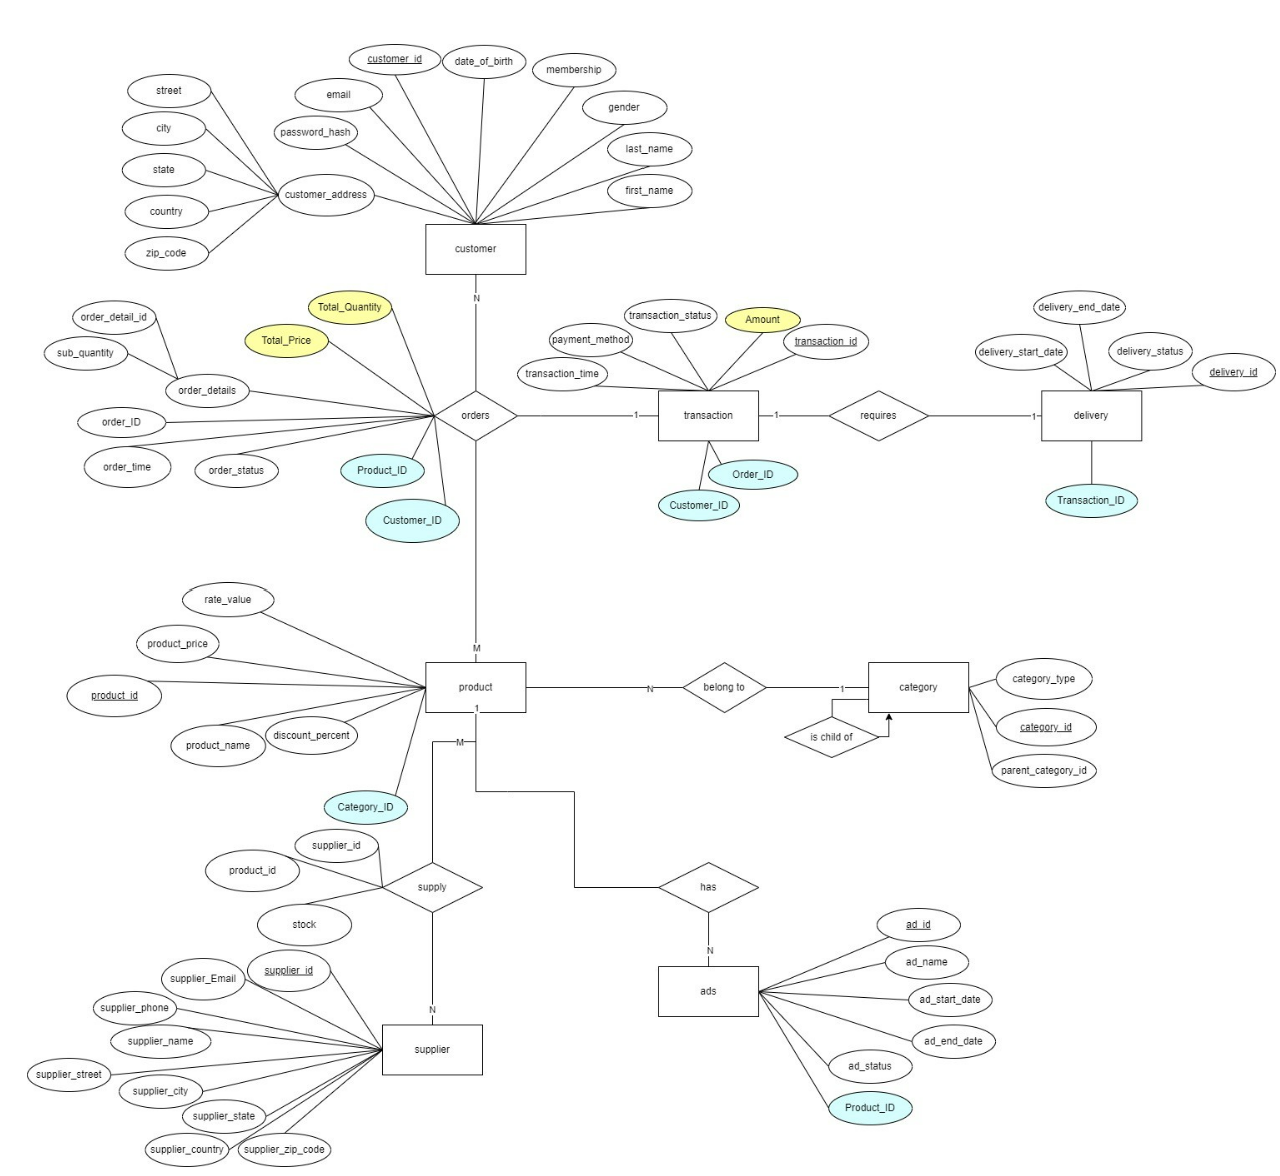 customer_id
date_of_birth
membership
street
email
gender
city
password_hash
last_name
state
customer_address
first_name
country
zip_code
customer
N
Total_Quantity
order_detail_id
Total_Price
sub_quantity
order_details
order_ID
order_time
order_status
orders
Product_ID
Customer_ID
transaction_status
Amount
payment_method
transaction_id
transaction_time
1
transaction
1
Order_ID
Customer_ID
requires
delivery_end_date
delivery_start_date
delivery_status
delivery_id
1
delivery
Transaction_ID
M
rate_value
product_price
product_id
product_name
discount_percent
Category_ID
product
1
N
belong to
1
category
is child of
category_type
category_id
parent_category_id
M
supplier_id
product_id
supply
stock
has
N
N
ads
ad_id
ad_name
ad_start_date
ad_end_date
ad_status
Product_ID
supplier_id
supplier_Email
supplier_phone
supplier_name
supplier
supplier_street
supplier_city
supplier_state
supplier_country
supplier_zip_code